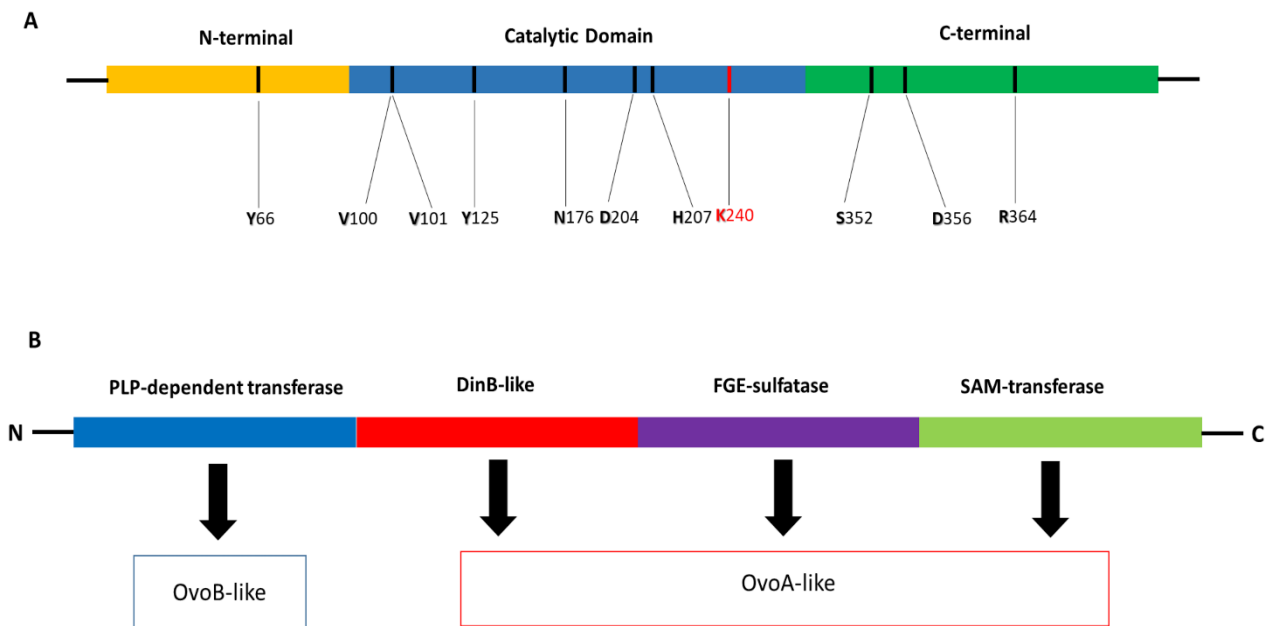 A
N-terminal Catalytic Domain C-terminal
Y66 V100 V101 Y125 N176 D204 H207 K240 S352 D356 R364
B
PLP-dependent transferase DinB-like FGE-sulfatase SAM-transferase
N C
OvoB-like OvoA-like